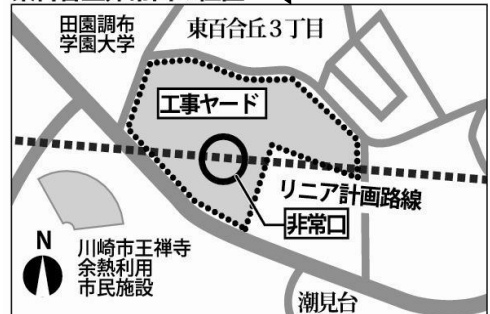 田園調布
学園大学
東百合丘3丁目
工事ヤード
リニア計画路線
非常口
N
川崎市王禅寺
余熱利用
市民施設
潮見台